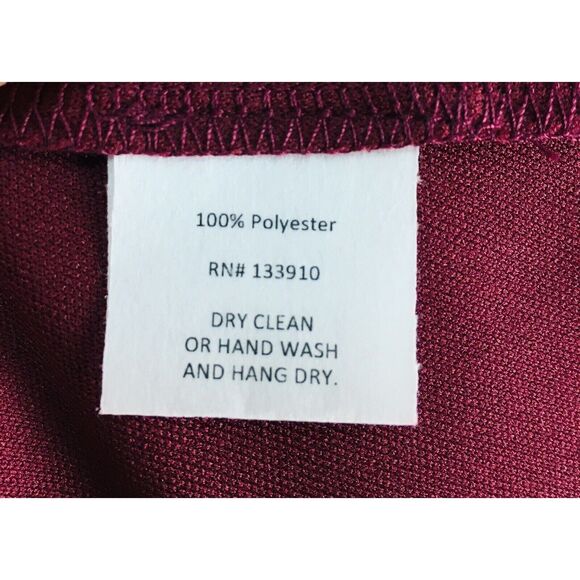 100% Polyester
RN# 133910
DRY CLEAN
OR HAND WASH
AND HANG DRY.